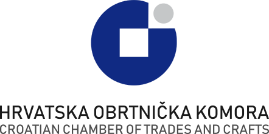 HRVATSKA OBRTNIČKA KOMORA
CROATIAN CHAMBER OF TRADES AND CRAFTS